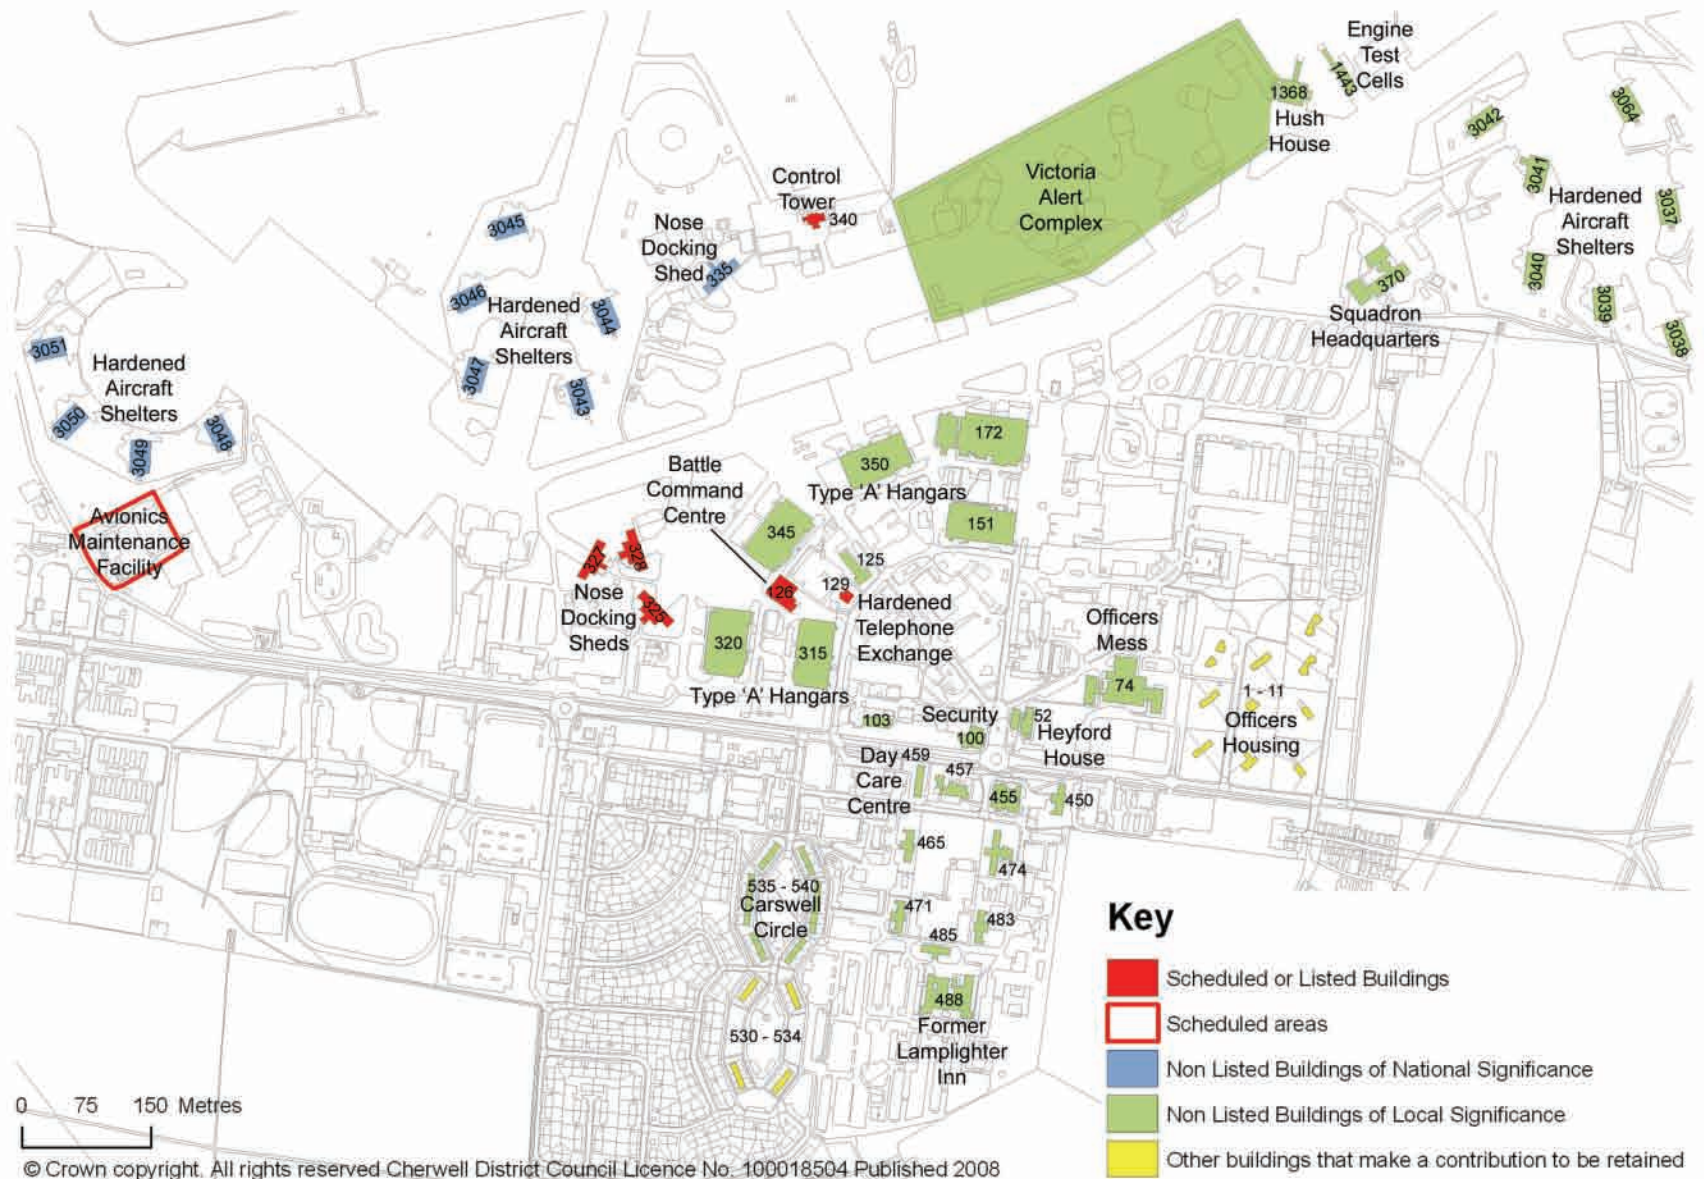 Engine
Test
Cells
1443
1368
Hush
House
3042
3064
3041
3037
Hardened
Aircraft
Shelters
3040
3039
3038
Victoria
Alert
Complex
370
Squadron
Headquarters
Control
Tower
340
Nose
Docking
Shed
335
3045
3046
Hardened
Aircraft
Shelters
3044
3047
3043
3051
Hardened
Aircraft
Shelters
3050
3049
3048
Avionics
Maintenance
Facility
172
350
Type 'A' Hangars
151
Battle
Command
Centre
345
125
126
129
Hardened
Telephone
Exchange
327
328
Nose
Docking
Sheds
325
320
315
Type 'A' Hangars
Officers
Mess
74
1 - 11
Officers
Housing
103
Security
100
52
Heyford
House
Day
Care
Centre
459
457
455
450
465
474
535 - 540
Carswell
Circle
471
483
485
488
Former
Lamplighter
Inn
530 - 534
Key
Scheduled or Listed Buildings
Scheduled areas
Non Listed Buildings of National Significance
Non Listed Buildings of Local Significance
Other buildings that make a contribution to be retained
0 75 150 Metres
© Crown copyright. All rights reserved Cherwell District Council Licence No. 100018504 Published 2008